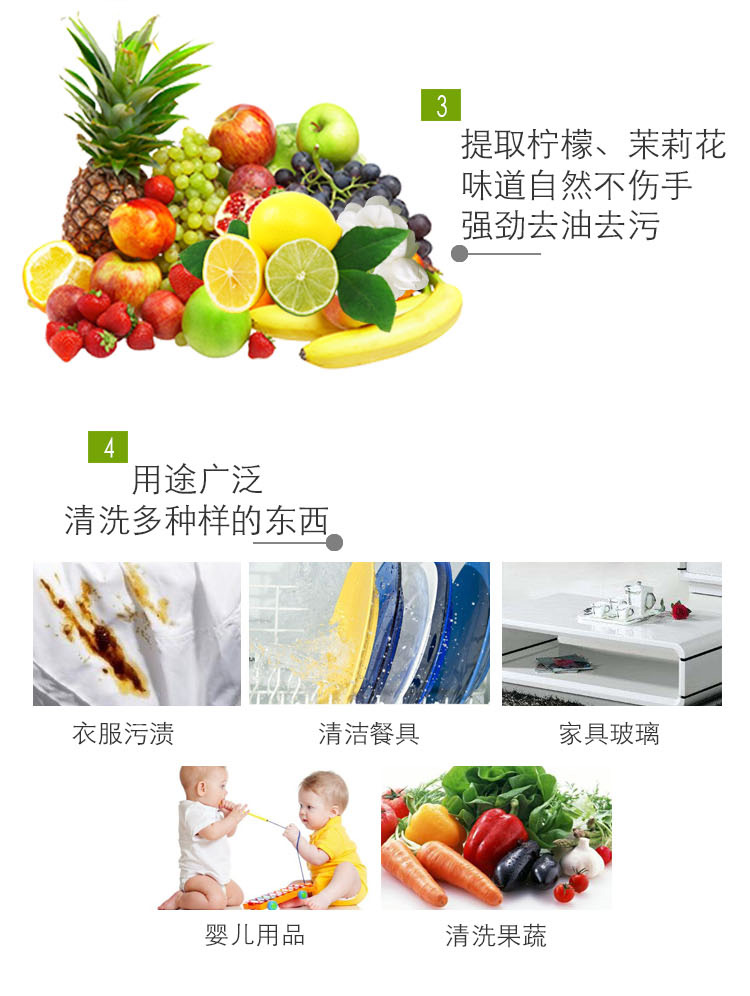 3
提取柠檬、茉莉花
味道自然不伤手
强劲去油去污
4
用途广泛
清洗多种样的东西
衣服污渍
清洁餐具
家具玻璃
婴儿用品
清洗果蔬